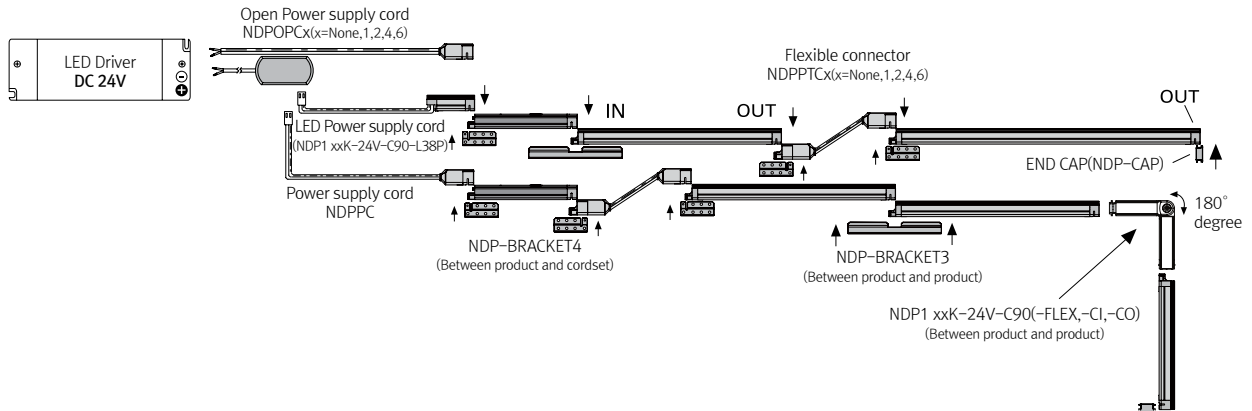 Open Power supply cord
NDPOPCx(x=None,1,2,4,6)
LED Driver
DC 24V
Flexible connector
NDPPTCx(x=None,1,2,4,6)
IN
OUT
OUT
LED Power supply cord
(NDP1 xxK-24V-C90-L38P)
END CAP(NDP-CAP)
Power supply cord
NDPPC
180°
degree
NDP-BRACKET4
(Between product and cordset)
NDP-BRACKET3
(Between product and product)
NDP1 xxK-24V-C90(-FLEX,-CI,-CO)
(Between product and product)